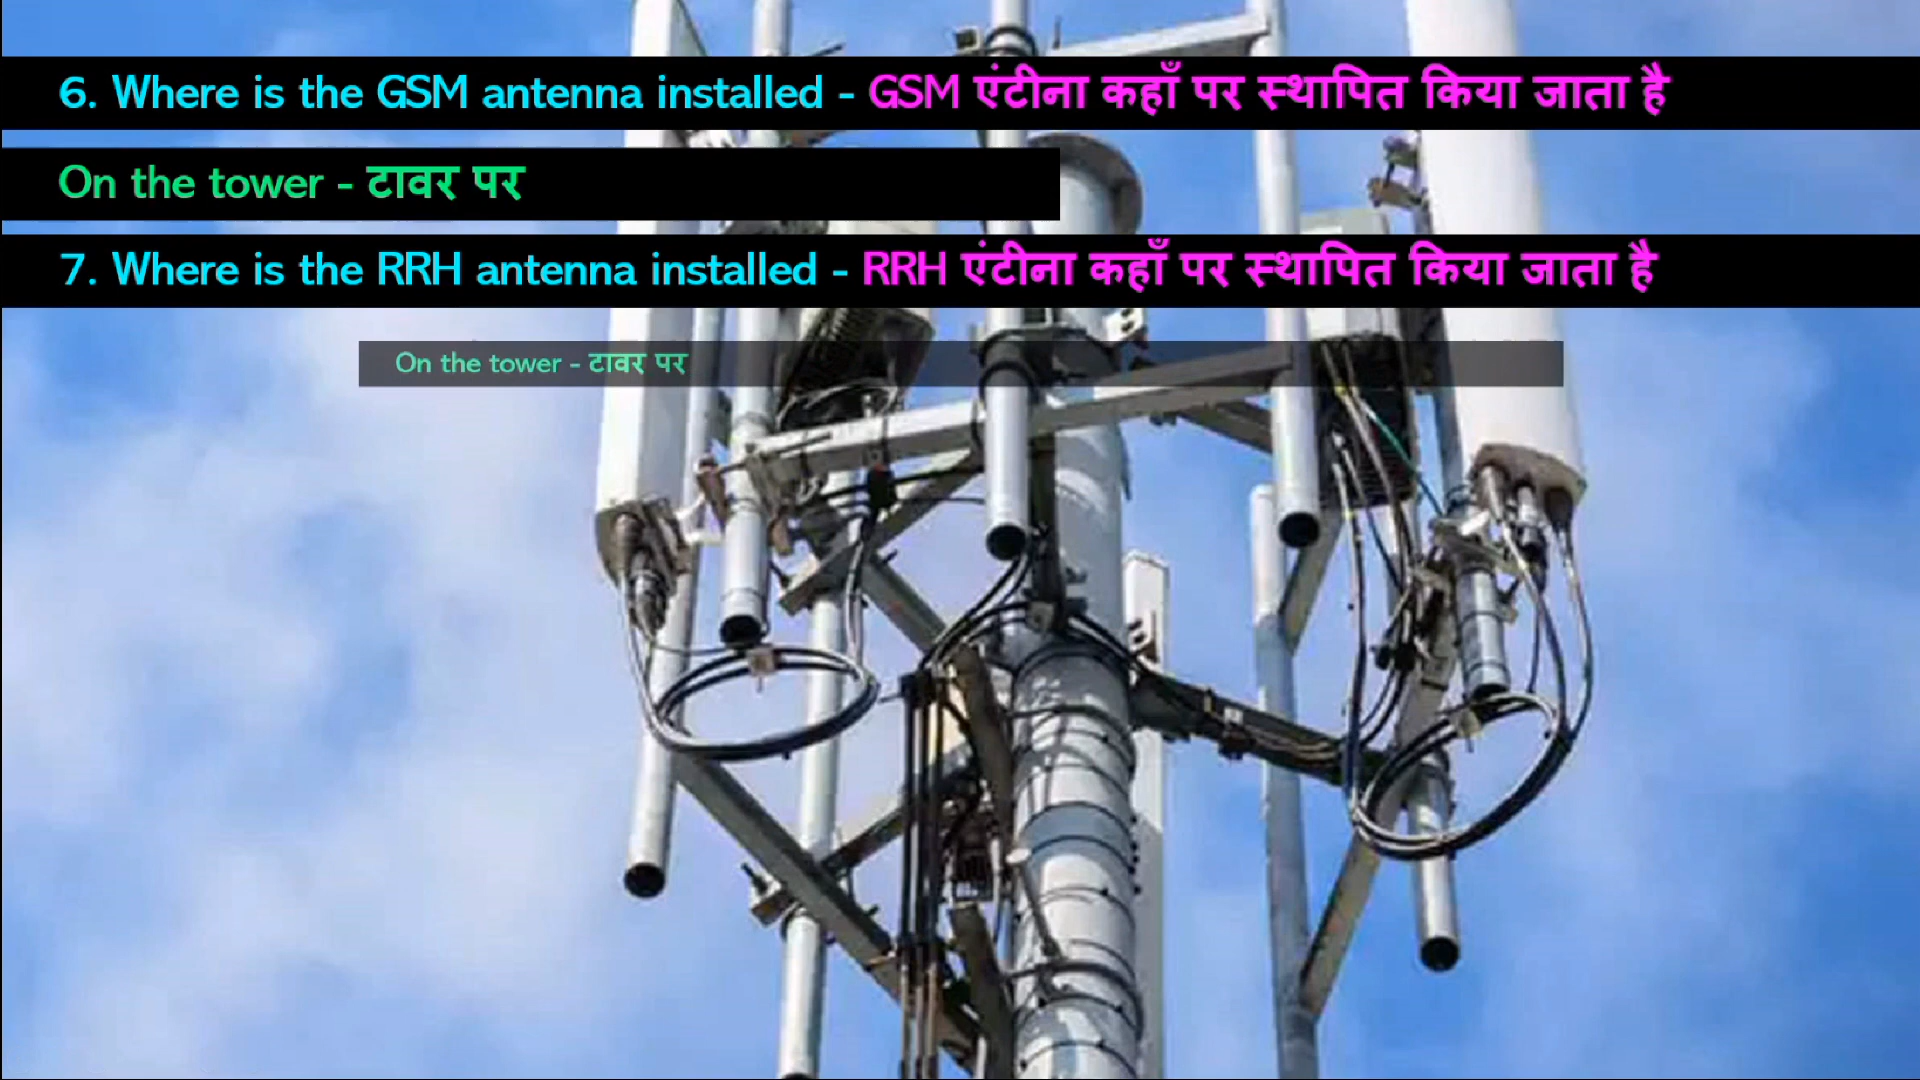 6. Where is the GSM antenna installed - GSM एंटीना कहाँ पर स्थापित किया जाता है
On the tower - टावर पर
7. Where is the RRH antenna installed - RRH एंटीना कहाँ पर स्थापित किया जाता है
On the tower - टावर पर